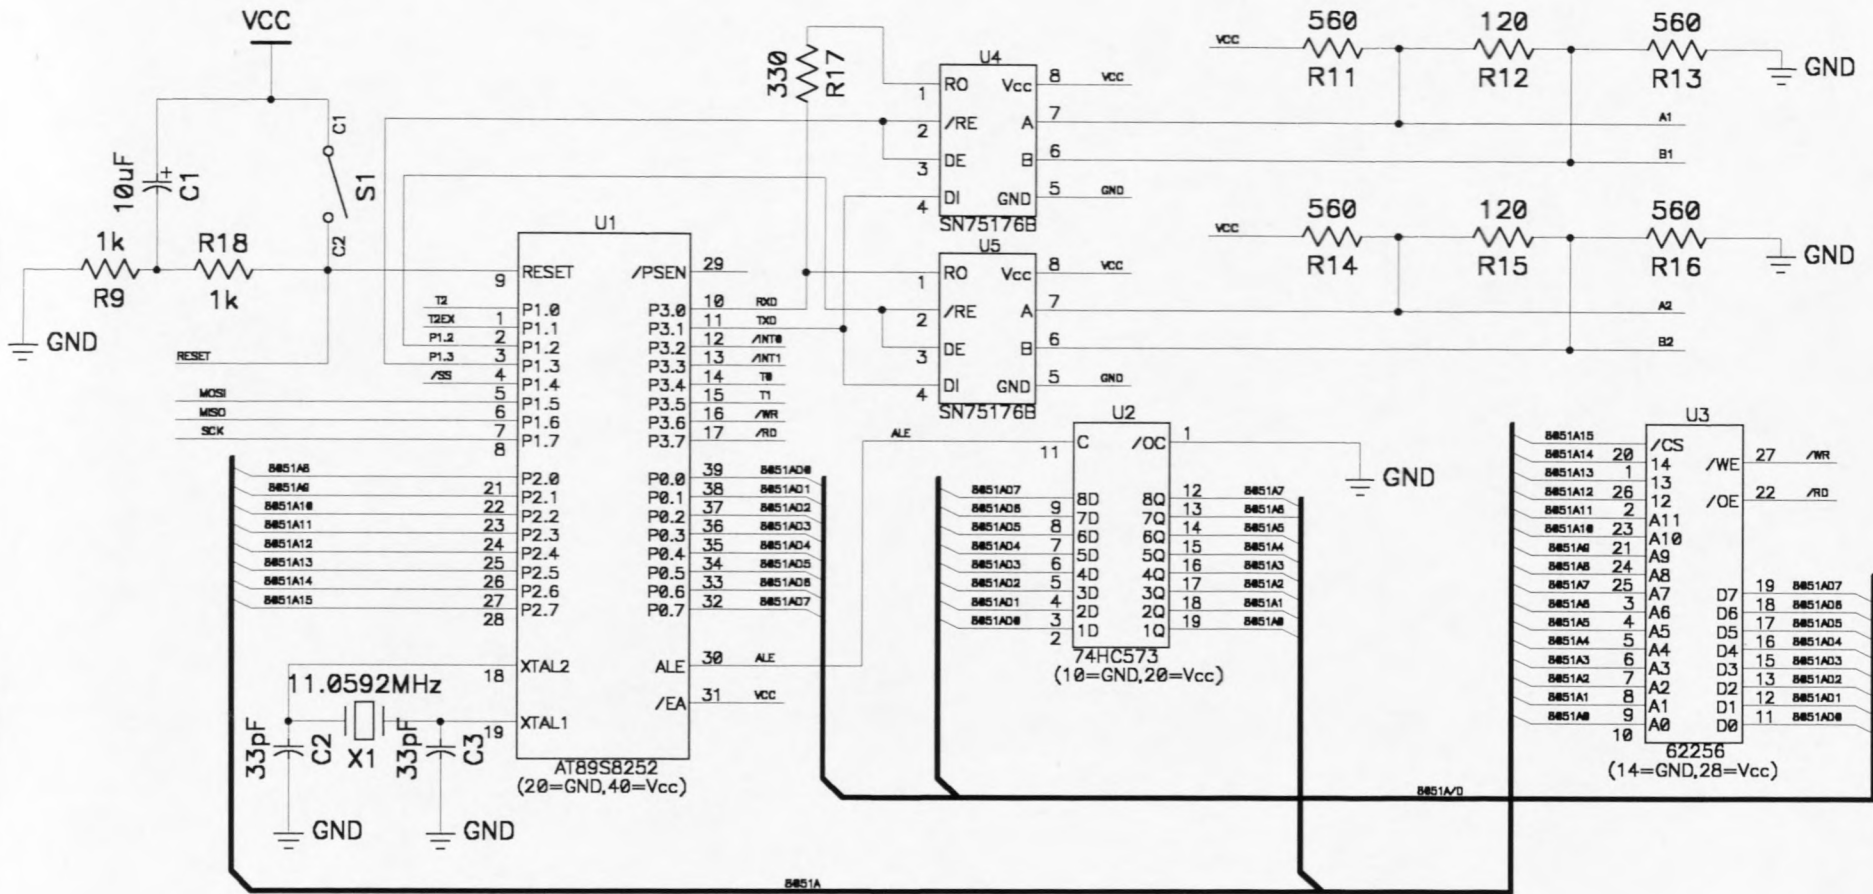 VCC
10uF
C1
C1
C2
S1
1k
R9
R18
1k
GND
RESET
MOSI
MISO
SCK
T2
T2EX
P1.2
P1.3
/SS
U1
9
1
2
3
4
5
6
7
8
RESET
P1.0
P1.1
P1.2
P1.3
P1.4
P1.5
P1.6
P1.7
/PSEN
P3.0
P3.1
P3.2
P3.3
P3.4
P3.5
P3.6
P3.7
29
10 RXD
11 TXD
12 /INT0
13 /INT1
14 T0
15 T1
16 /WR
17 /RD
8051A8
8051A9
8051A10
8051A11
8051A12
8051A13
8051A14
8051A15
21
22
23
24
25
26
27
28
P2.0
P2.1
P2.2
P2.3
P2.4
P2.5
P2.6
P2.7
P0.0
P0.1
P0.2
P0.3
P0.4
P0.5
P0.6
P0.7
39 8051AD0
38 8051AD1
37 8051AD2
36 8051AD3
35 8051AD4
34 8051AD5
33 8051AD6
32 8051AD7
18 XTAL2
19 XTAL1
ALE 30 ALE
/EA 31 VCC
AT89S8252
(20=GND,40=Vcc)
11.0592MHz
X1
33pF
C2
33pF
C3
GND
GND
330
R17
U4
1 RO Vcc 8 VCC
2 /RE A 7
3 DE B 6
4 DI GND 5 GND
SN75176B
U5
1 RO Vcc 8 VCC
2 /RE A 7
3 DE B 6
4 DI GND 5 GND
SN75176B
VCC
560
R11
120
R12
560
R13
GND
A1
B1
VCC
560
R14
120
R15
560
R16
GND
A2
B2
U2
ALE
11 C /OC 1
GND
8051AD7 9 8D 8Q 12 8051A7
8051AD6 8 7D 7Q 13 8051A6
8051AD5 7 6D 6Q 14 8051A5
8051AD4 6 5D 5Q 15 8051A4
8051AD3 5 4D 4Q 16 8051A3
8051AD2 4 3D 3Q 17 8051A2
8051AD1 3 2D 2Q 18 8051A1
8051AD0 2 1D 1Q 19 8051A0
74HC573
(10=GND,20=Vcc)
U3
8051A15 20 /CS
8051A14 1 14
8051A13 26 13
8051A12 2 12
8051A11 23 A11
8051A10 21 A10
8051A9 24 A9
8051A8 25 A8
8051A7 3 A7
8051A6 4 A6
8051A5 5 A5
8051A4 6 A4
8051A3 7 A3
8051A2 8 A2
8051A1 9 A1
8051A0 10 A0
/WE 27 /WR
/OE 22 /RD
D7 19 8051AD7
D6 18 8051AD6
D5 17 8051AD5
D4 16 8051AD4
D3 15 8051AD3
D2 13 8051AD2
D1 12 8051AD1
D0 11 8051AD0
62256
(14=GND,28=Vcc)
8051A/D
8051A